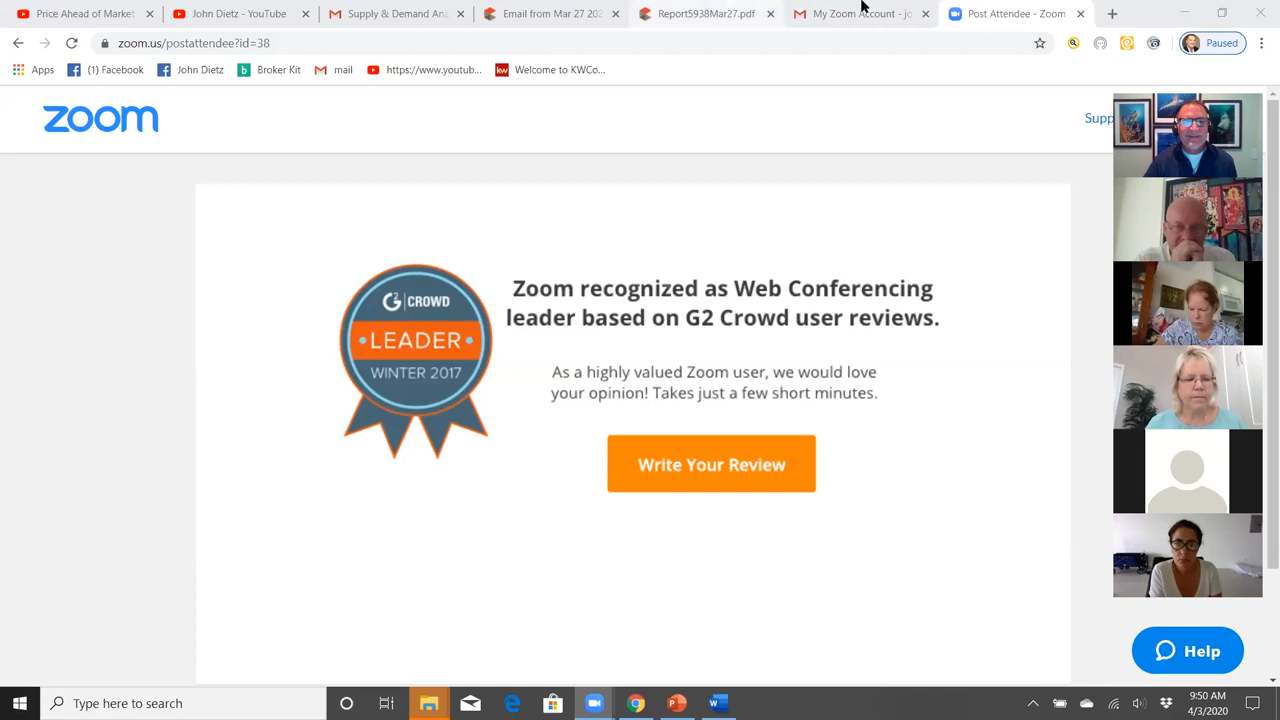 Price Ahead of Market
John Dietz - YouTube
Supply & Demand Ana
Email from Mar 27 202
Report5938Mar27.pdf
My Zoom Account - jo
Post Attendee - Zoom
zoom.us/postattendee?id=38
Paused
Apps
(1) Facebook
John Dietz
Broker Kit
mail
https://www.youtub...
Welcome to KWCo...
zoom
Supp
G2 CROWD
LEADER
WINTER 2017
Zoom recognized as Web Conferencing
leader based on G2 Crowd user reviews.
As a highly valued Zoom user, we would love
your opinion! Takes just a few short minutes.
Write Your Review
Help
Type here to search
9:50 AM
4/3/2020